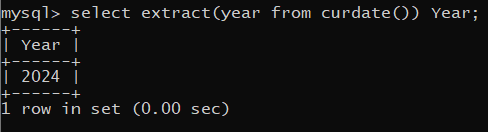 mysql> select extract(year from curdate()) Year;
+------+
| Year |
+------+
| 2024 |
+------+
1 row in set (0.00 sec)